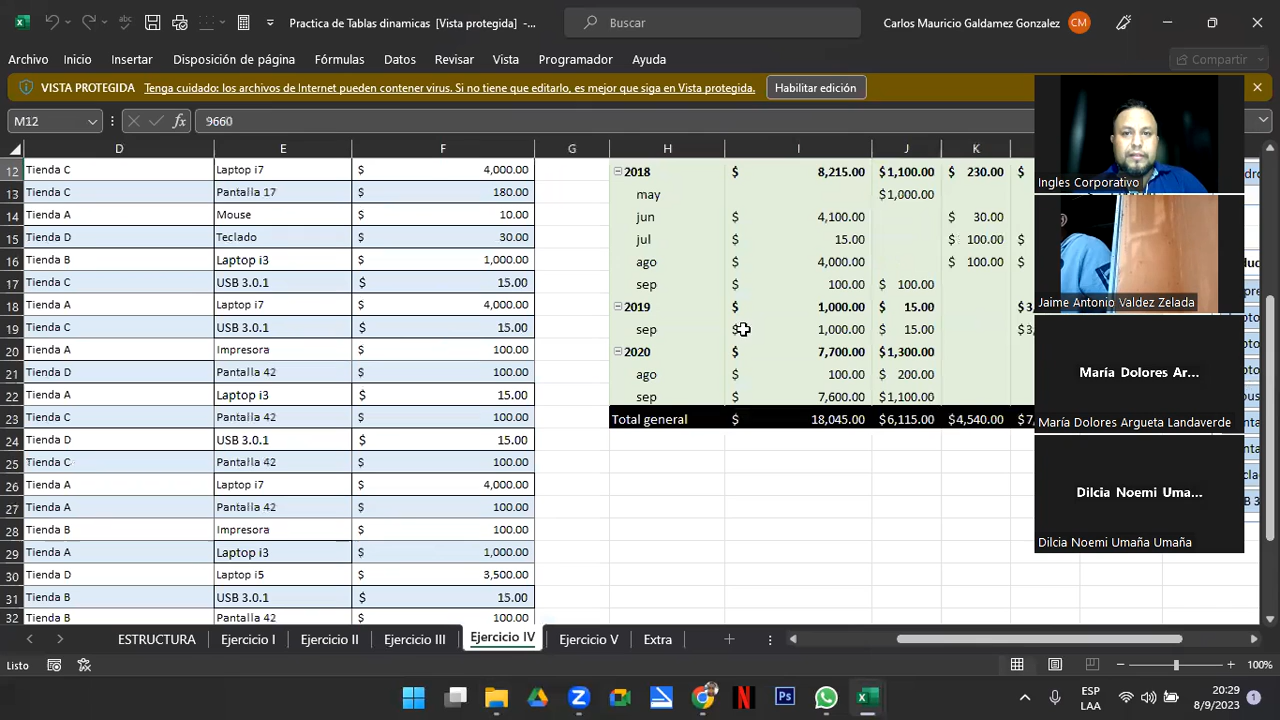 Practica de Tablas dinamicas [Vista protegida] -...
Buscar
Carlos Mauricio Galdamez Gonzalez
CM
Archivo Inicio Insertar Disposición de página Fórmulas Datos Revisar Vista Programador Ayuda
Compartir
VISTA PROTEGIDA Tenga cuidado: los archivos de Internet pueden contener virus. Si no tiene que editarlo, es mejor que siga en Vista protegida. Habilitar edición
M12 fx 9660
D E F G H I J K
12 Tienda C Laptop i7 $ 4,000.00 2018 $ 8,215.00 $1,100.00 $ 230.00 $
13 Tienda C Pantalla 17 $ 180.00 may $1,000.00
14 Tienda A Mouse $ 10.00 jun $ 4,100.00 $ 30.00
15 Tienda D Teclado $ 30.00 jul $ 15.00 $ 100.00 $
16 Tienda B Laptop i3 $ 1,000.00 ago $ 4,000.00 $ 100.00 $
17 Tienda C USB 3.0.1 $ 15.00 sep $ 100.00 $ 100.00
18 Tienda A Laptop i7 $ 4,000.00 2019 $ 1,000.00 $ 15.00 $3,
19 Tienda C USB 3.0.1 $ 15.00 sep $ 1,000.00 $ 15.00 $3,
20 Tienda A Impresora $ 100.00 2020 $ 7,700.00 $1,300.00
21 Tienda D Pantalla 42 $ 100.00 ago $ 100.00 $ 200.00
22 Tienda A Laptop i3 $ 15.00 sep $ 7,600.00 $1,100.00
23 Tienda C Pantalla 42 $ 100.00 Total general $ 18,045.00 $6,115.00 $4,540.00 $7,
24 Tienda D USB 3.0.1 $ 15.00
25 Tienda C Pantalla 42 $ 100.00
26 Tienda A Laptop i7 $ 4,000.00
27 Tienda A Pantalla 42 $ 100.00
28 Tienda B Impresora $ 100.00
29 Tienda A Laptop i3 $ 1,000.00
30 Tienda D Laptop i5 $ 3,500.00
31 Tienda B USB 3.0.1 $ 15.00
32 Tienda B Pantalla 42 $ 100.00
Ingles Corporativo
Jaime Antonio Valdez Zelada
María Dolores Ar...
María Dolores Argueta Landaverde
Dilcia Noemi Uma...
Dilcia Noemi Umaña Umaña
ESTRUCTURA Ejercicio I Ejercicio II Ejercicio III Ejercicio IV Ejercicio V Extra
Listo
100%
ESP
LAA
20:29
8/9/2023
1